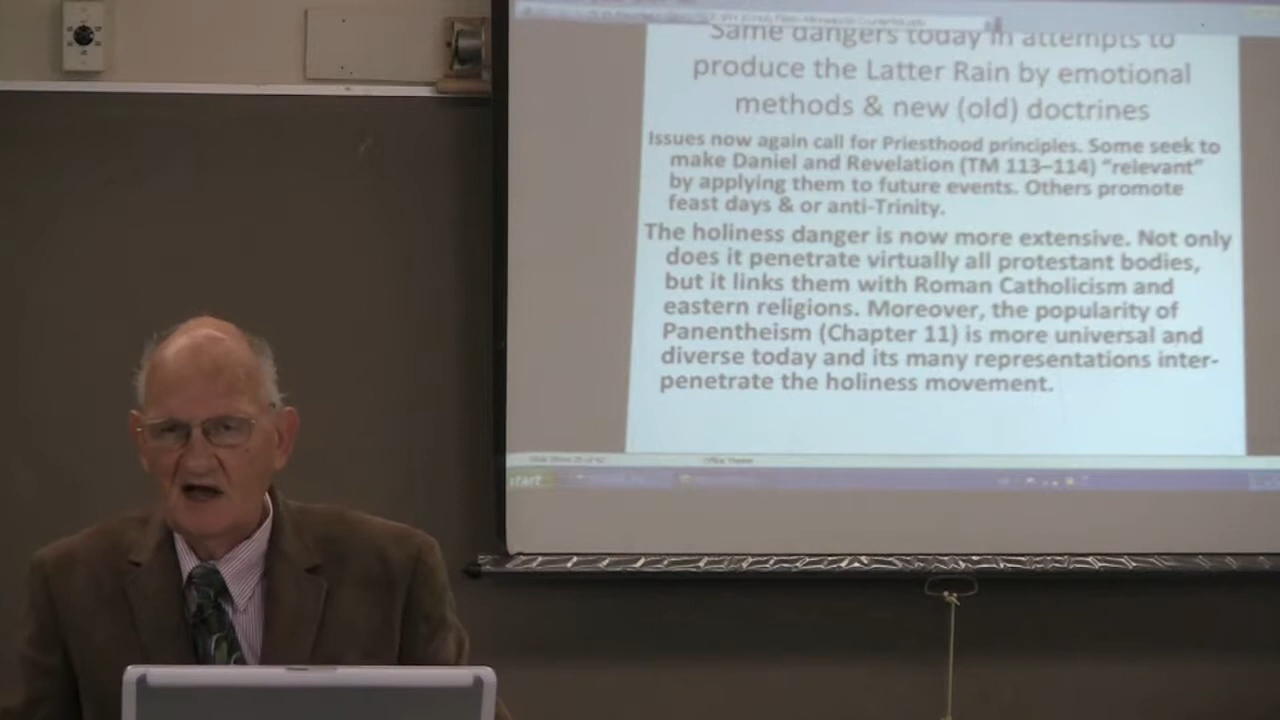 Same dangers today in attempts to
produce the Latter Rain by emotional
methods & new (old) doctrines
Issues now again call for Priesthood principles. Some seek to
make Daniel and Revelation (TM 113–114) “relevant”
by applying them to future events. Others promote
feast days & or anti-Trinity.
The holiness danger is now more extensive. Not only
does it penetrate virtually all protestant bodies,
but it links them with Roman Catholicism and
eastern religions. Moreover, the popularity of
Panentheism (Chapter 11) is more universal and
diverse today and its many representations inter-
penetrate the holiness movement.
start